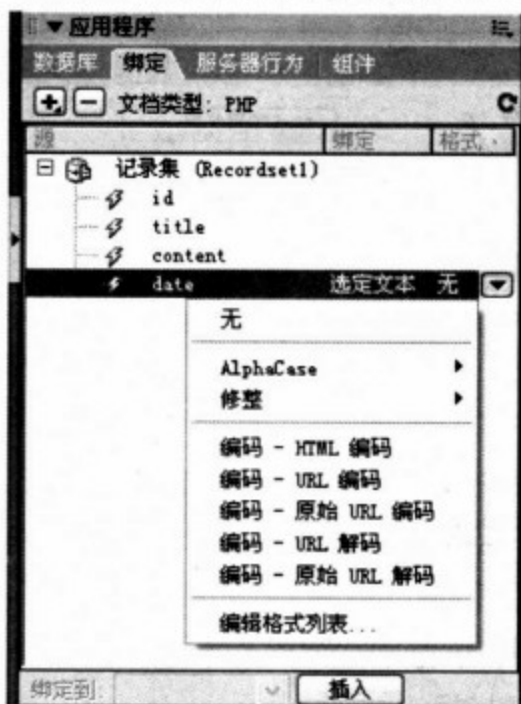 应用程序
数据库 绑定 服务器行为 组件
文档类型: PHP
源 绑定 格式
记录集 (Recordset1)
id
title
content
date 选定文本 无
无
AlphaCase
修整
编码 - HTML 编码
编码 - URL 编码
编码 - 原始 URL 编码
编码 - URL 解码
编码 - 原始 URL 解码
编辑格式列表...
绑定到: 插入